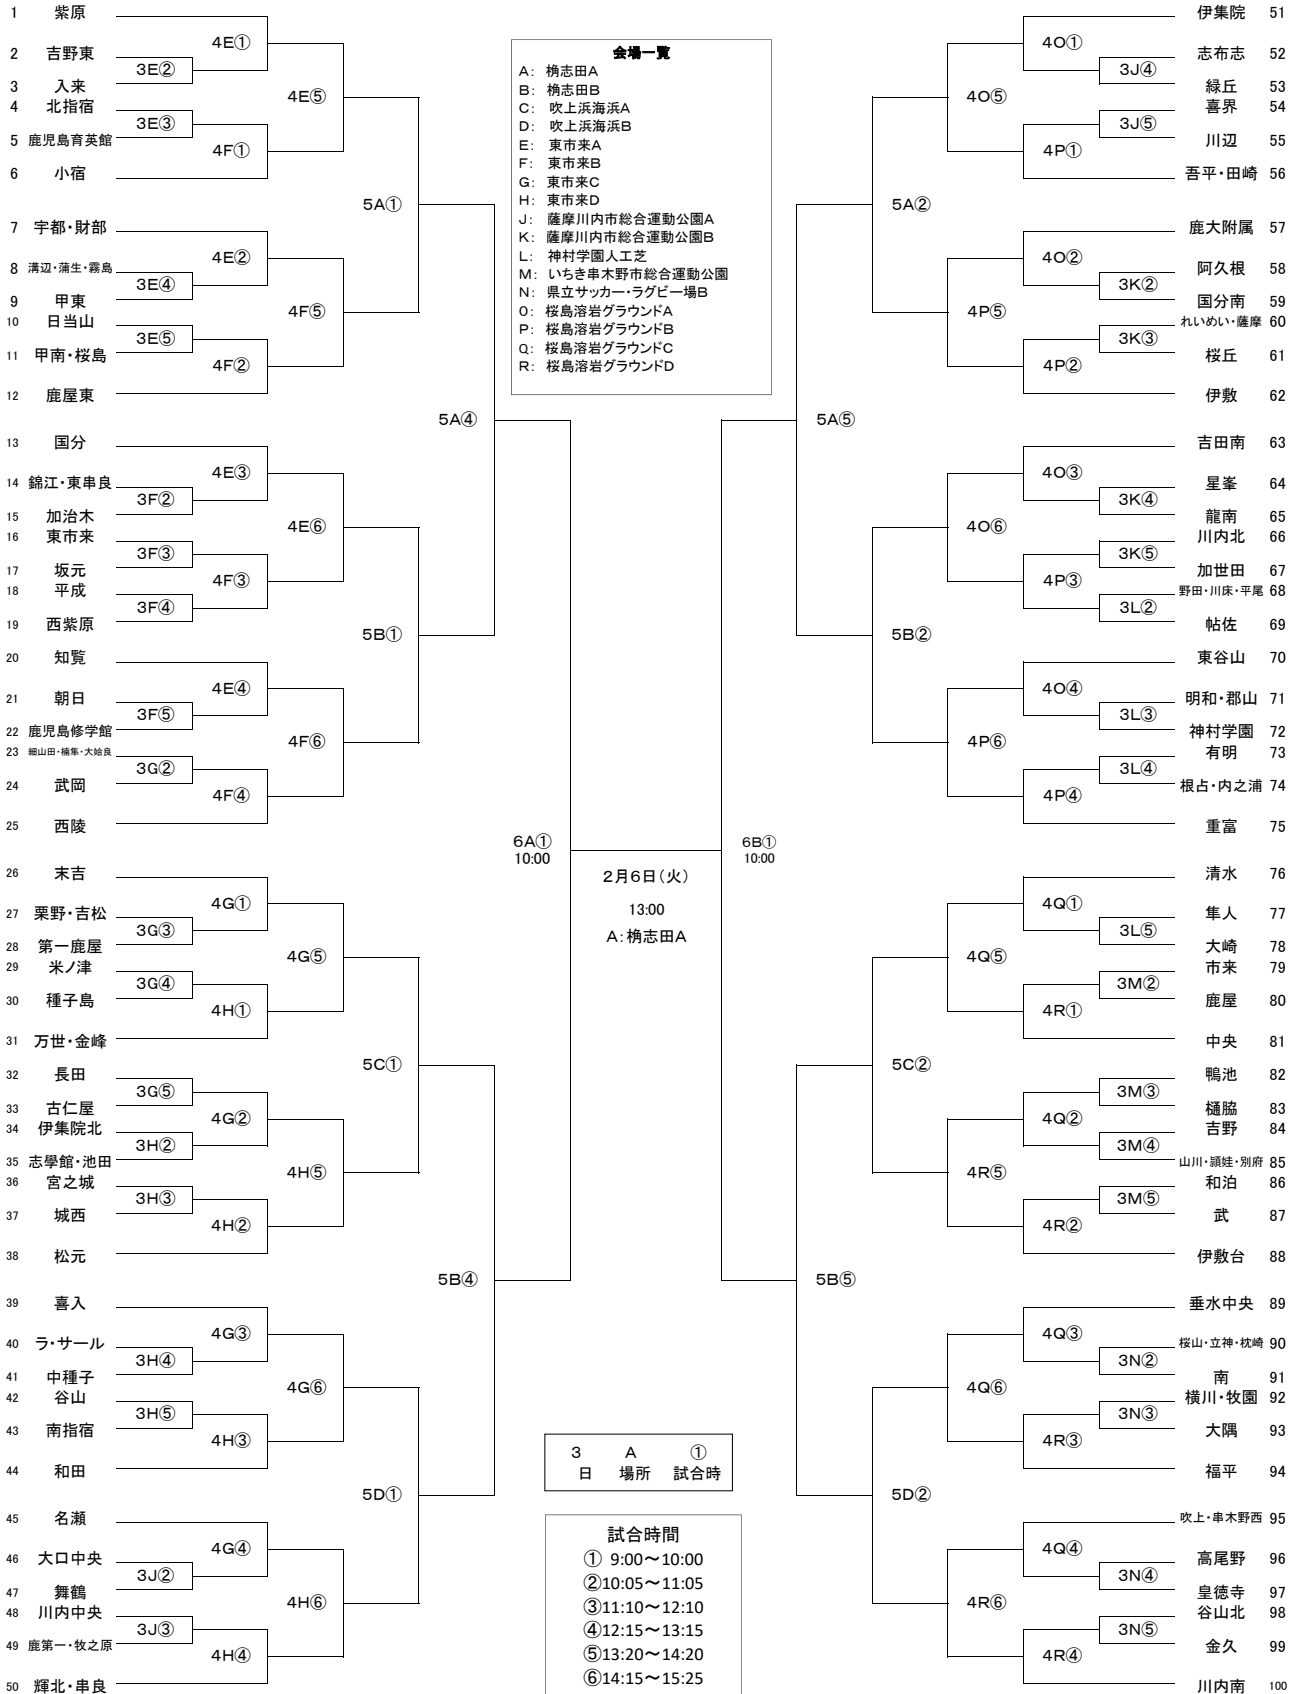 1 紫原
2 吉野東
3 入来
4 北指宿
5 鹿児島育英館
6 小宿
7 宇都・財部
8 溝辺・蒲生・霧島
9 甲東
10 日当山
11 甲南・桜島
12 鹿屋東
13 国分
14 錦江・東串良
15 加治木
16 東市来
17 坂元
18 平成
19 西紫原
20 知覧
21 朝日
22 鹿児島修学館
23 細山田・楠隼・大姶良
24 武岡
25 西陵
26 末吉
27 栗野・吉松
28 第一鹿屋
29 米ノ津
30 種子島
31 万世・金峰
32 長田
33 古仁屋
34 伊集院北
35 志學館・池田
36 宮之城
37 城西
38 松元
39 喜入
40 ラ・サール
41 中種子
42 谷山
43 南指宿
44 和田
45 名瀬
46 大口中央
47 舞鶴
48 川内中央
49 鹿第一・牧之原
50 輝北・串良
3E②
3E③
3E④
3E⑤
3F②
3F③
3F④
3F⑤
3G②
3G③
3G④
3G⑤
3H②
3H③
3H④
3H⑤
3J②
3J③
4E①
4F①
4E②
4F②
4E③
4F③
4E④
4F④
4G①
4H①
4G②
4H②
4G③
4H③
4G④
4H④
4E⑤
4F⑤
4E⑥
4F⑥
4G⑤
4H⑤
4G⑥
4H⑥
5A①
5B①
5C①
5D①
5A④
5B④
6A①
10:00
会場一覧
A: 桷志田A
B: 桷志田B
C: 吹上浜海浜A
D: 吹上浜海浜B
E: 東市来A
F: 東市来B
G: 東市来C
H: 東市来D
J: 薩摩川内市総合運動公園A
K: 薩摩川内市総合運動公園B
L: 神村学園人工芝
M: いちき串木野市総合運動公園
N: 県立サッカー・ラグビー場B
O: 桜島溶岩グラウンドA
P: 桜島溶岩グラウンドB
Q: 桜島溶岩グラウンドC
R: 桜島溶岩グラウンドD
2月6日(火)
13:00
A:桷志田A
3 A ①
日 場所 試合時
試合時間
① 9:00～10:00
②10:05～11:05
③11:10～12:10
④12:15～13:15
⑤13:20～14:20
⑥14:15～15:25
6B①
10:00
5A⑤
5B⑤
5A②
5B②
5C②
5D②
4O⑤
4P⑤
4O⑥
4P⑥
4Q⑤
4R⑤
4Q⑥
4R⑥
4O①
4P①
4O②
4P②
4O③
4P③
4O④
4P④
4Q①
4R①
4Q②
4R②
4Q③
4R③
4Q④
4R④
3J④
3J⑤
3K②
3K③
3K④
3K⑤
3L②
3L③
3L④
3L⑤
3M②
3M③
3M④
3M⑤
3N②
3N③
3N④
3N⑤
伊集院 51
志布志 52
緑丘 53
喜界 54
川辺 55
吾平・田崎 56
鹿大附属 57
阿久根 58
国分南 59
れいめい・薩摩 60
桜丘 61
伊敷 62
吉田南 63
星峯 64
龍南 65
川内北 66
加世田 67
野田・川床・平尾 68
帖佐 69
東谷山 70
明和・郡山 71
神村学園 72
有明 73
根占・内之浦 74
重富 75
清水 76
隼人 77
大崎 78
市来 79
鹿屋 80
中央 81
鴨池 82
樋脇 83
吉野 84
山川・頴娃・別府 85
和泊 86
武 87
伊敷台 88
垂水中央 89
桜山・立神・枕崎 90
南 91
横川・牧園 92
大隅 93
福平 94
吹上・串木野西 95
高尾野 96
皇徳寺 97
谷山北 98
金久 99
川内南 100